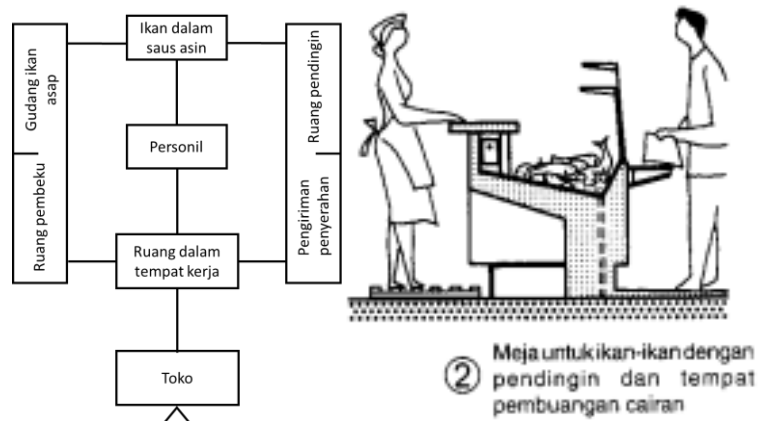 Ikan dalam
saus asin
Gudang ikan
asap
Ruang pendingin
Personil
Ruang pembeku
Pengiriman
penyerahan
Ruang dalam
tempat kerja
Toko
2
Meja untuk ikan-ikan dengan
pendingin dan tempat
pembuangan cairan